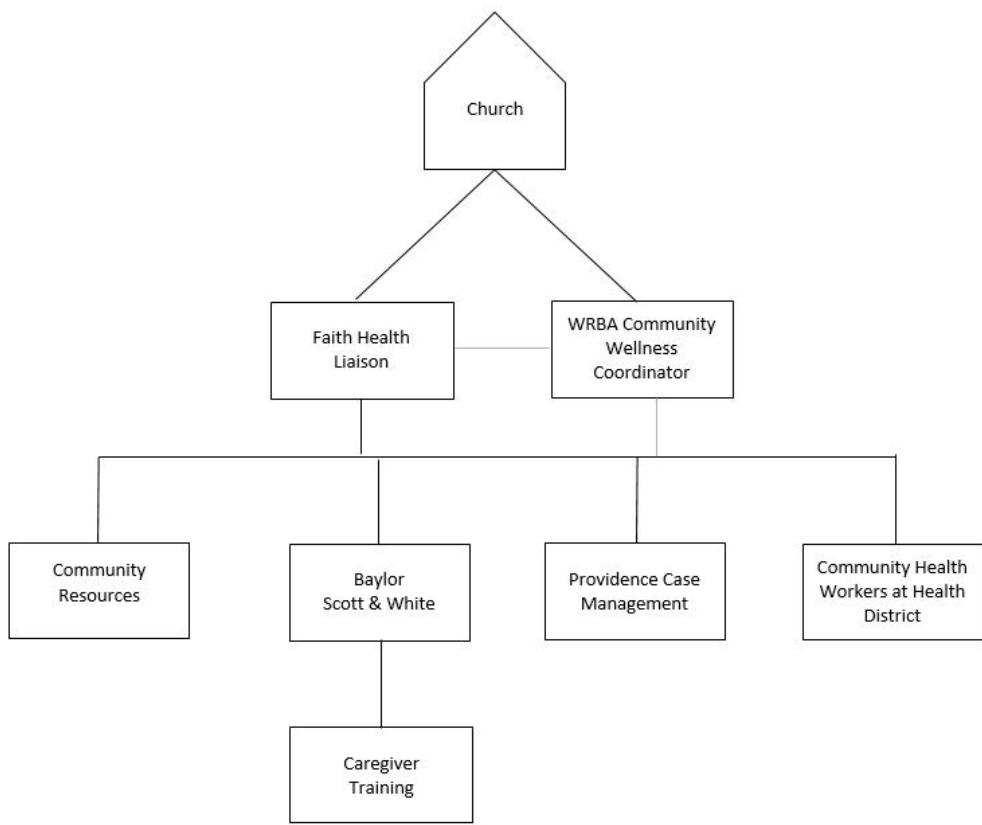 Church
Faith Health
Liaison
WRBA Community
Wellness
Coordinator
Community
Resources
Baylor
Scott & White
Providence Case
Management
Community Health
Workers at Health
District
Caregiver
Training